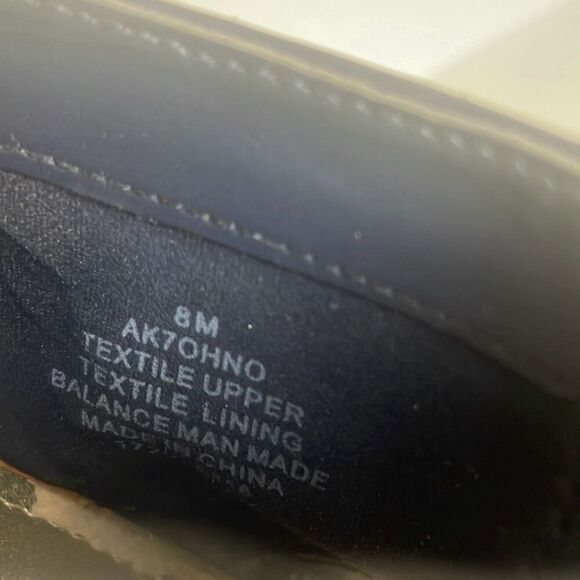 8M
AK7OHNO
TEXTILE UPPER
TEXTILE LINING
BALANCE MAN MADE
MADE IN CHINA